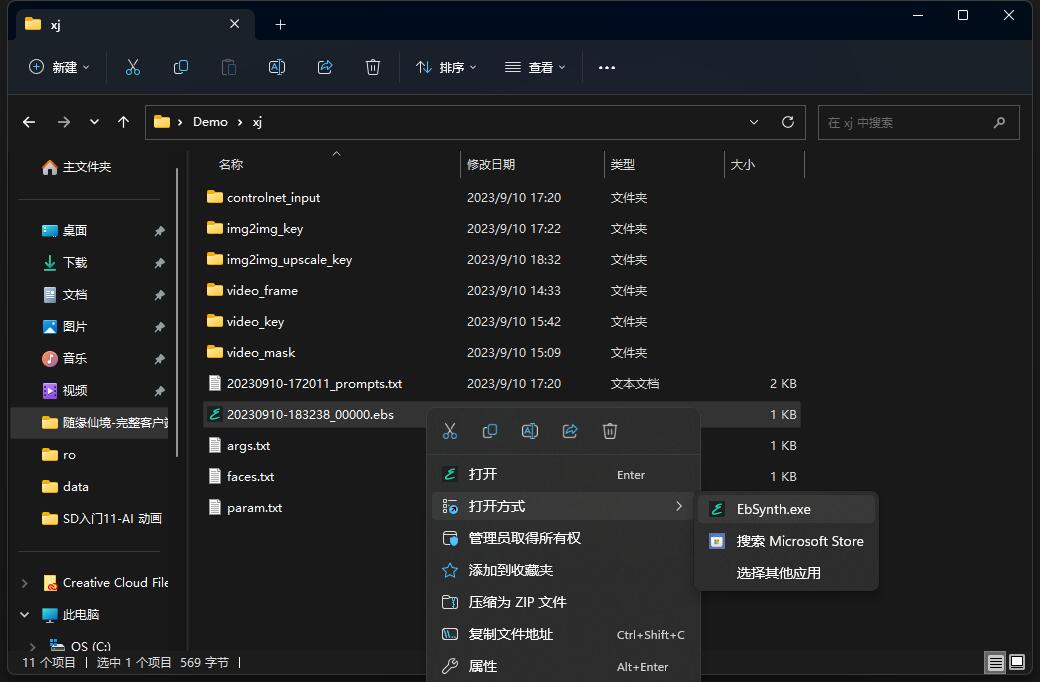 xj
新建
排序
查看
Demo
xj
在 xj 中搜索
主文件夹
桌面
下载
文档
图片
音乐
视频
随缘仙境-完整客户端
ro
data
SD入门11-AI 动画
Creative Cloud File
此电脑
OS (C:)
名称 修改日期 类型 大小
controlnet_input 2023/9/10 17:20 文件夹
img2img_key 2023/9/10 17:22 文件夹
img2img_upscale_key 2023/9/10 18:32 文件夹
video_frame 2023/9/10 14:33 文件夹
video_key 2023/9/10 15:42 文件夹
video_mask 2023/9/10 15:09 文件夹
20230910-172011_prompts.txt 2023/9/10 17:20 文本文档 2 KB
20230910-183238_00000.ebs 1 KB
args.txt 1 KB
faces.txt 1 KB
param.txt
打开 Enter
打开方式
管理员取得所有权
添加到收藏夹
压缩为 ZIP 文件
复制文件地址 Ctrl+Shift+C
属性 Alt+Enter
EbSynth.exe
搜索 Microsoft Store
选择其他应用
11 个项目 选中 1 个项目 569 字节